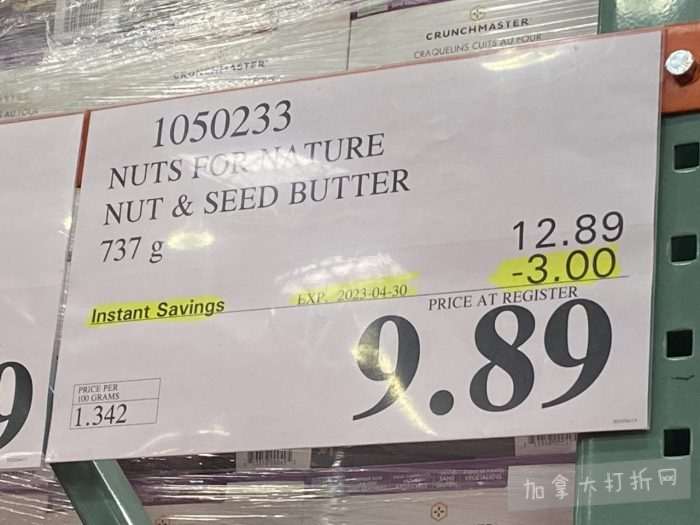 CRUNCHMASTER
CRAQUELINS CUITS AU FOUR
CRUNCHMASTER
1050233
NUTS FOR NATURE
NUT & SEED BUTTER
737 g
12.89
-3.00
Instant Savings EXP. 2023-04-30
PRICE AT REGISTER
9.89
PRICE PER
100 GRAMS
1.342
9
加拿大打折网